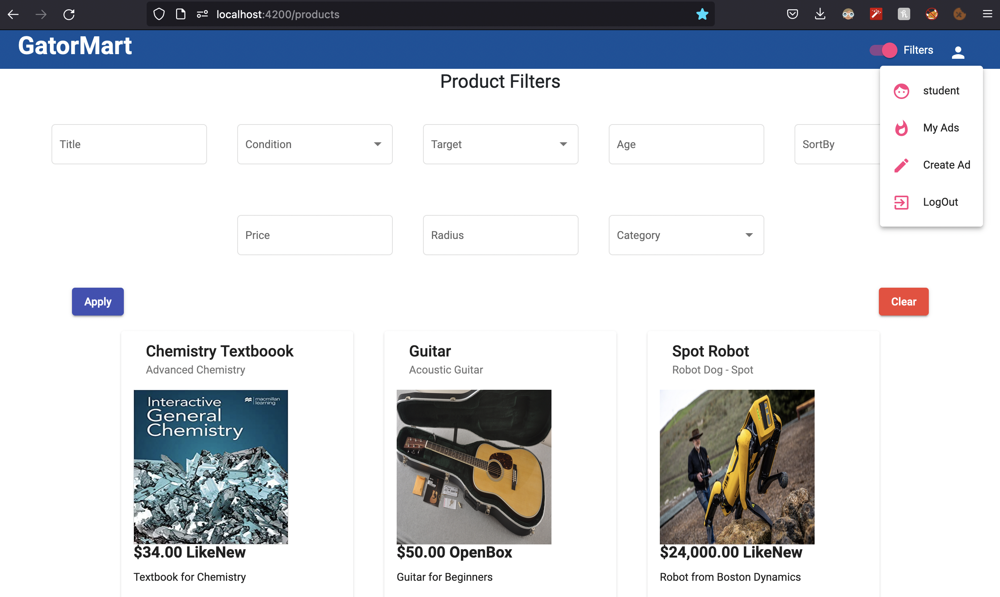 localhost:4200/products
GatorMart
Filters
Product Filters
student
My Ads
Create Ad
LogOut
Title
Condition
Target
Age
SortBy
Price
Radius
Category
Apply
Clear
Chemistry Textboook
Advanced Chemistry
macmillan
learning
Interactive
General
Chemistry
$34.00 LikeNew
Textbook for Chemistry
Guitar
Acoustic Guitar
$50.00 OpenBox
Guitar for Beginners
Spot Robot
Robot Dog - Spot
$24,000.00 LikeNew
Robot from Boston Dynamics